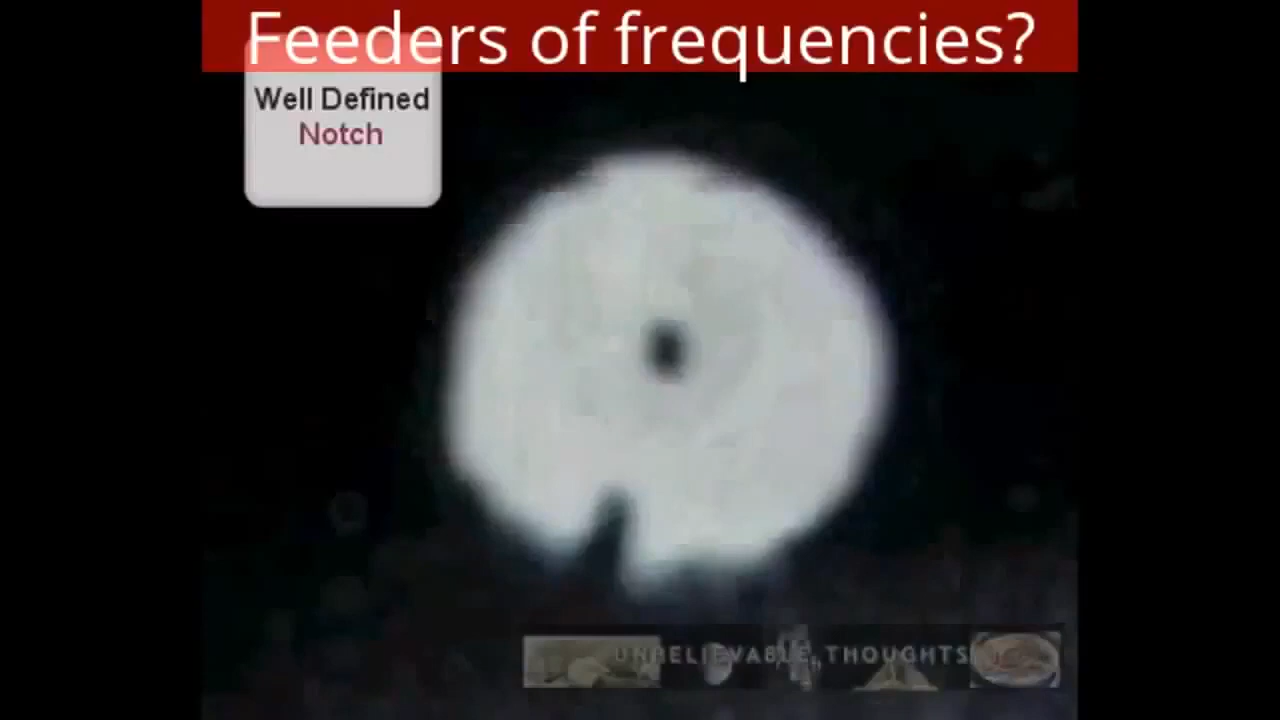 Feeders of frequencies?
Well Defined
Notch
UNBELIEVABLE THOUGHTS